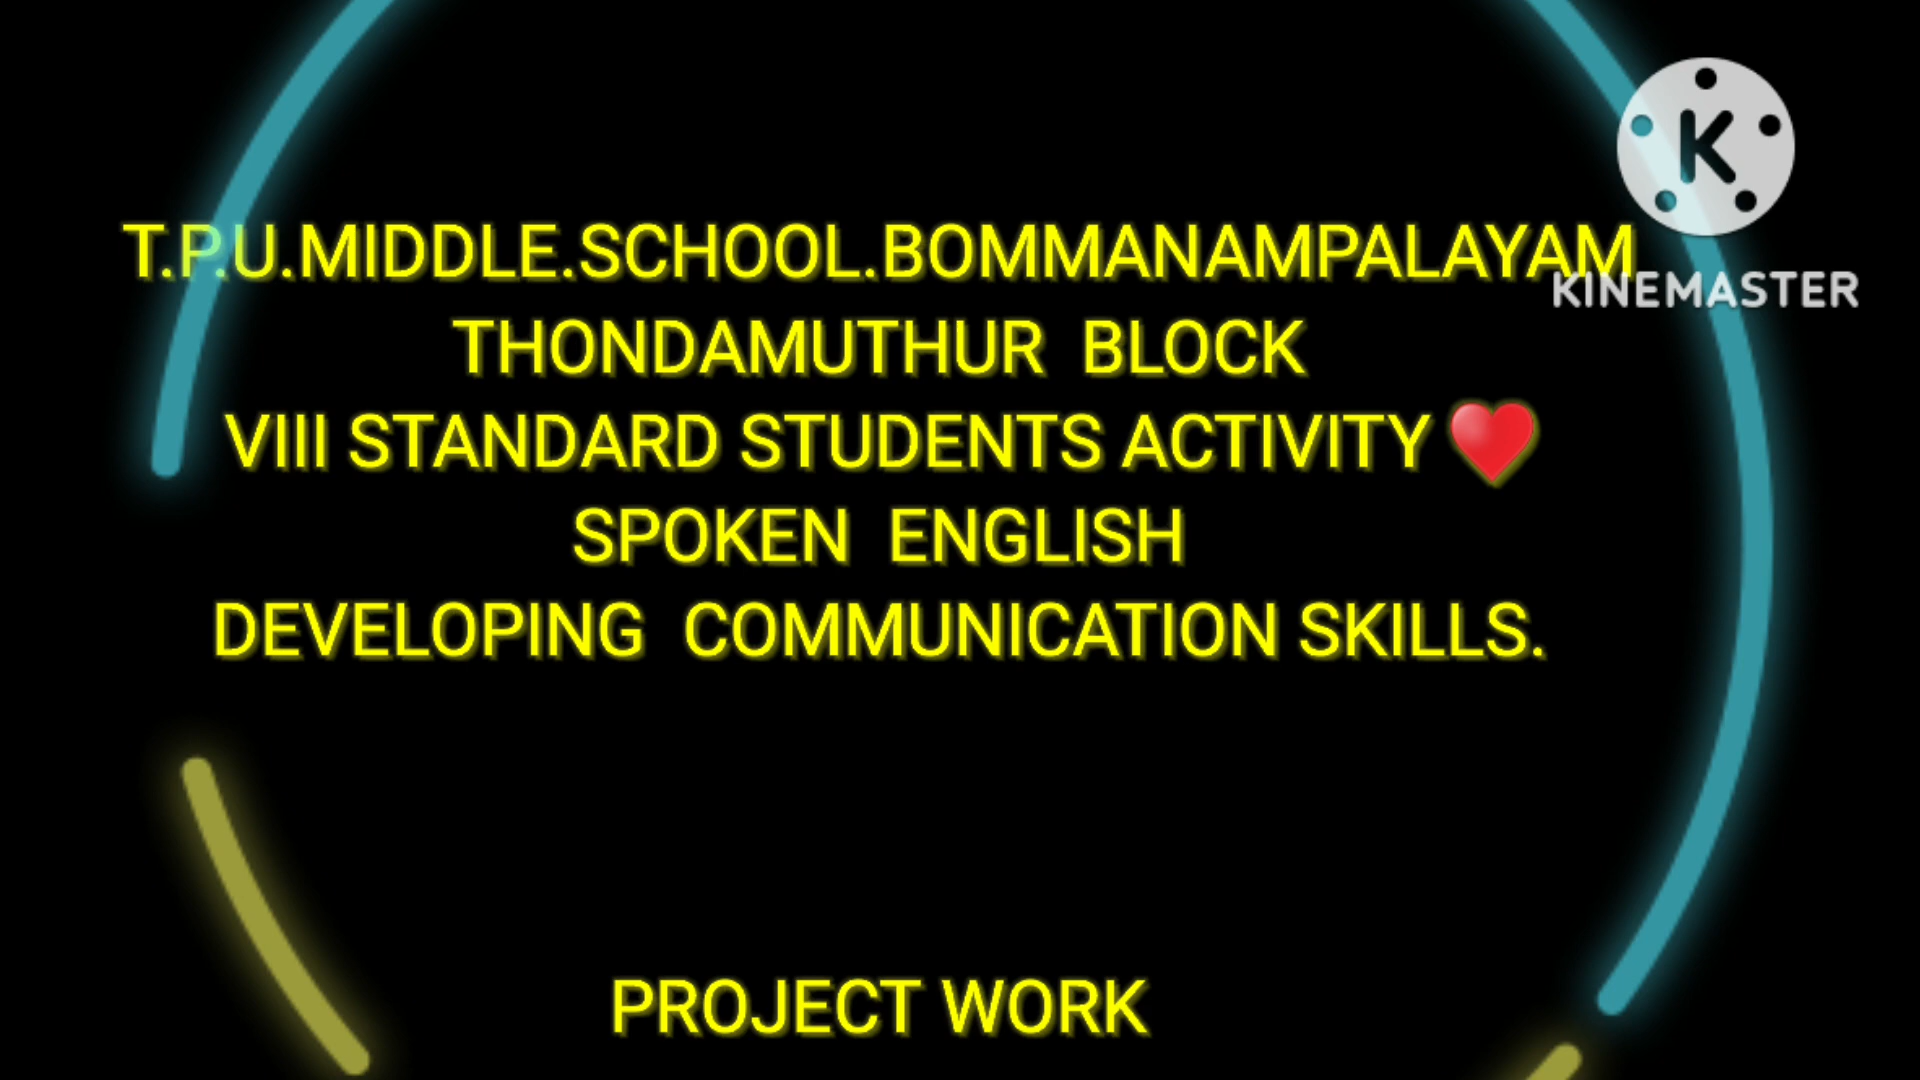 T.P.U.MIDDLE.SCHOOL.BOMMANAMPALAYAM
THONDAMUTHUR BLOCK
VIII STANDARD STUDENTS ACTIVITY ♥️
SPOKEN ENGLISH
DEVELOPING COMMUNICATION SKILLS.
PROJECT WORK
K
KINEMASTER